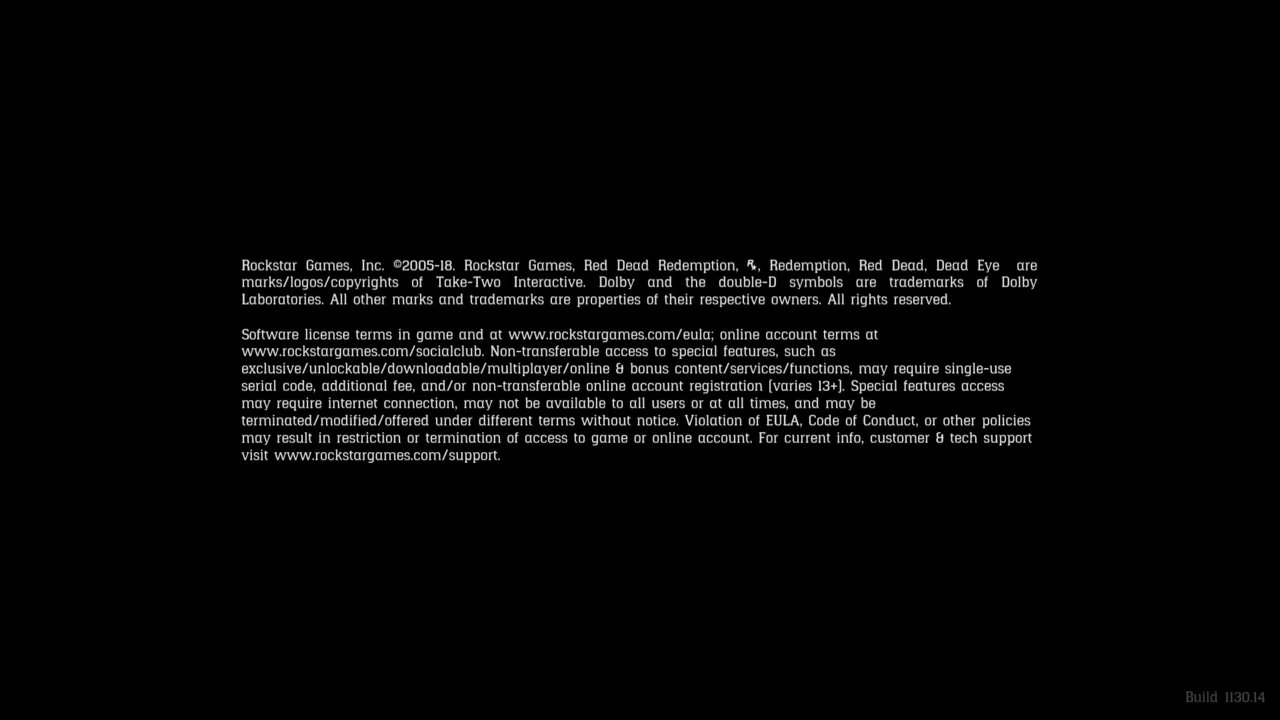 Rockstar Games, Inc. ©2005-18. Rockstar Games, Red Dead Redemption, R*, Redemption, Red Dead, Dead Eye are
marks/logos/copyrights of Take-Two Interactive. Dolby and the double-D symbols are trademarks of Dolby
Laboratories. All other marks and trademarks are properties of their respective owners. All rights reserved.
Software license terms in game and at www.rockstargames.com/eula; online account terms at
www.rockstargames.com/socialclub. Non-transferable access to special features, such as
exclusive/unlockable/downloadable/multiplayer/online & bonus content/services/functions, may require single-use
serial code, additional fee, and/or non-transferable online account registration (varies 13+). Special features access
may require internet connection, may not be available to all users or at all times, and may be
terminated/modified/offered under different terms without notice. Violation of EULA, Code of Conduct, or other policies
may result in restriction or termination of access to game or online account. For current info, customer & tech support
visit www.rockstargames.com/support.
Build 1130.14